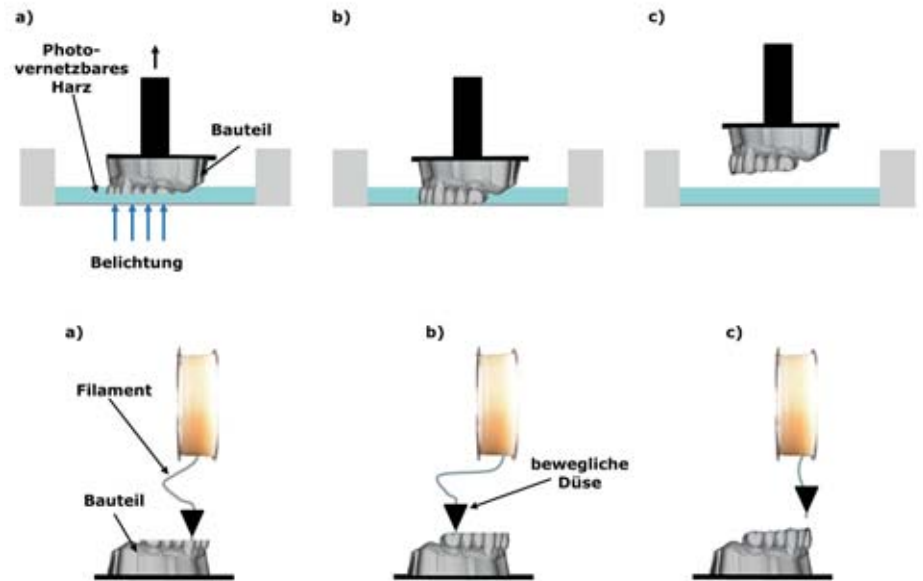 a)
b)
c)
Photo-
vernetzbares
Harz
Bauteil
Belichtung
a)
b)
c)
Filament
bewegliche
Düse
Bauteil